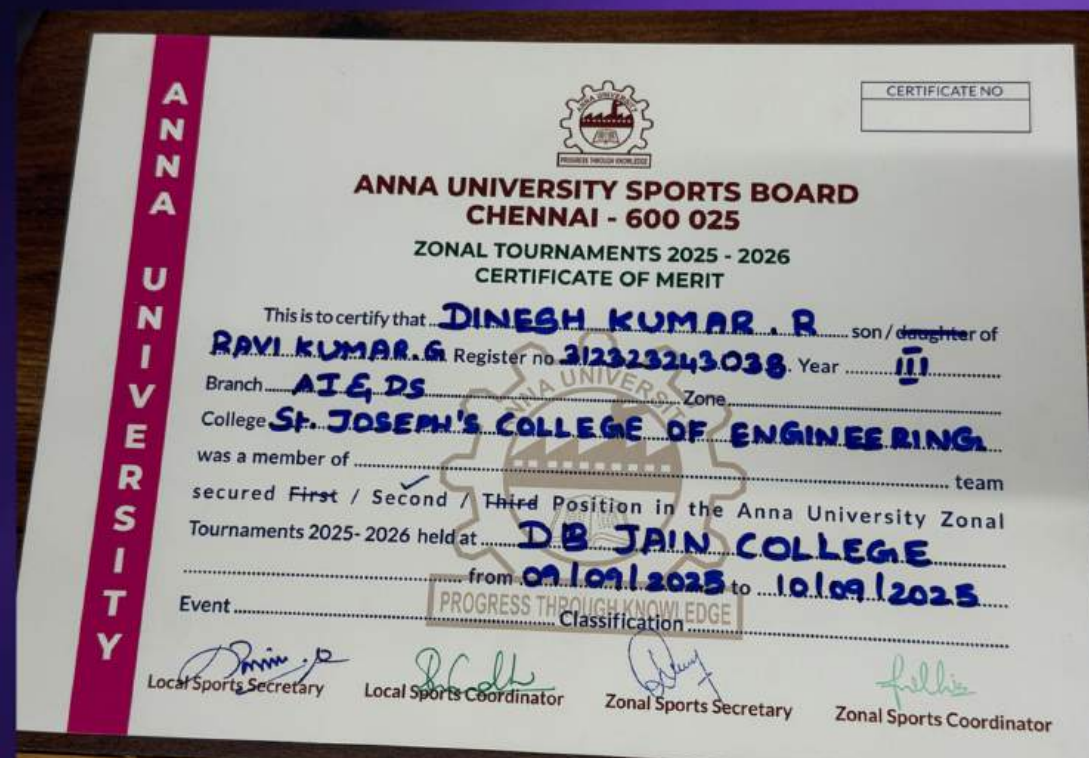 ANNA UNIVERSITY
CERTIFICATE NO
ANNA UNIVERSITY
PROGRESS THROUGH KNOWLEDGE
ANNA UNIVERSITY SPORTS BOARD
CHENNAI - 600 025
ZONAL TOURNAMENTS 2025 - 2026
CERTIFICATE OF MERIT
This is to certify that DINESH KUMAR . R son / daughter of
RAVI KUMAR.G Register no 312323243038. Year III
Branch AI & DS Zone
College St. JOSEPH'S COLLEGE OF ENGINEERING
was a member of team
secured First / Second / Third Position in the Anna University Zonal
Tournaments 2025- 2026 held at DB JAIN COLLEGE
from 09/09/2025 to 10/09/2025
Event Classification
ANNA UNIVERSITY
PROGRESS THROUGH KNOWLEDGE
Local Sports Secretary Local Sports Coordinator Zonal Sports Secretary Zonal Sports Coordinator